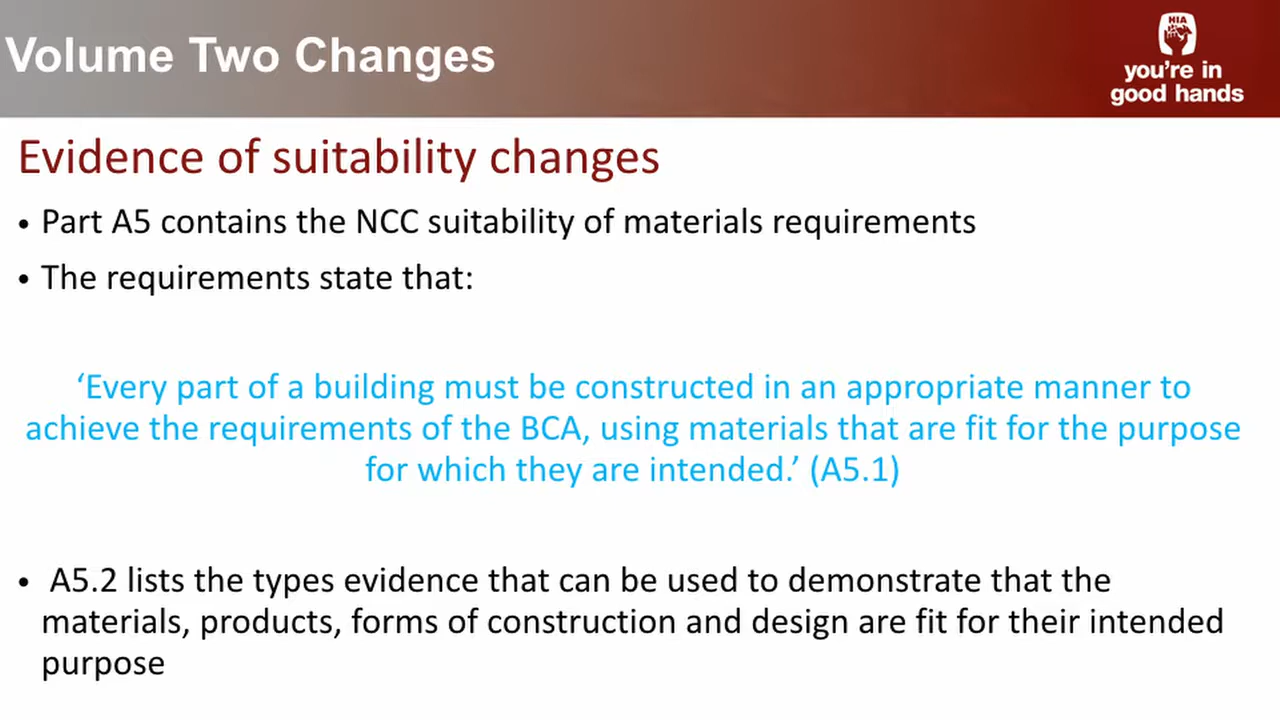 Volume Two Changes
HIA
you're in
good hands
Evidence of suitability changes
• Part A5 contains the NCC suitability of materials requirements
• The requirements state that:
‘Every part of a building must be constructed in an appropriate manner to
achieve the requirements of the BCA, using materials that are fit for the purpose
for which they are intended.’ (A5.1)
• A5.2 lists the types evidence that can be used to demonstrate that the
materials, products, forms of construction and design are fit for their intended
purpose